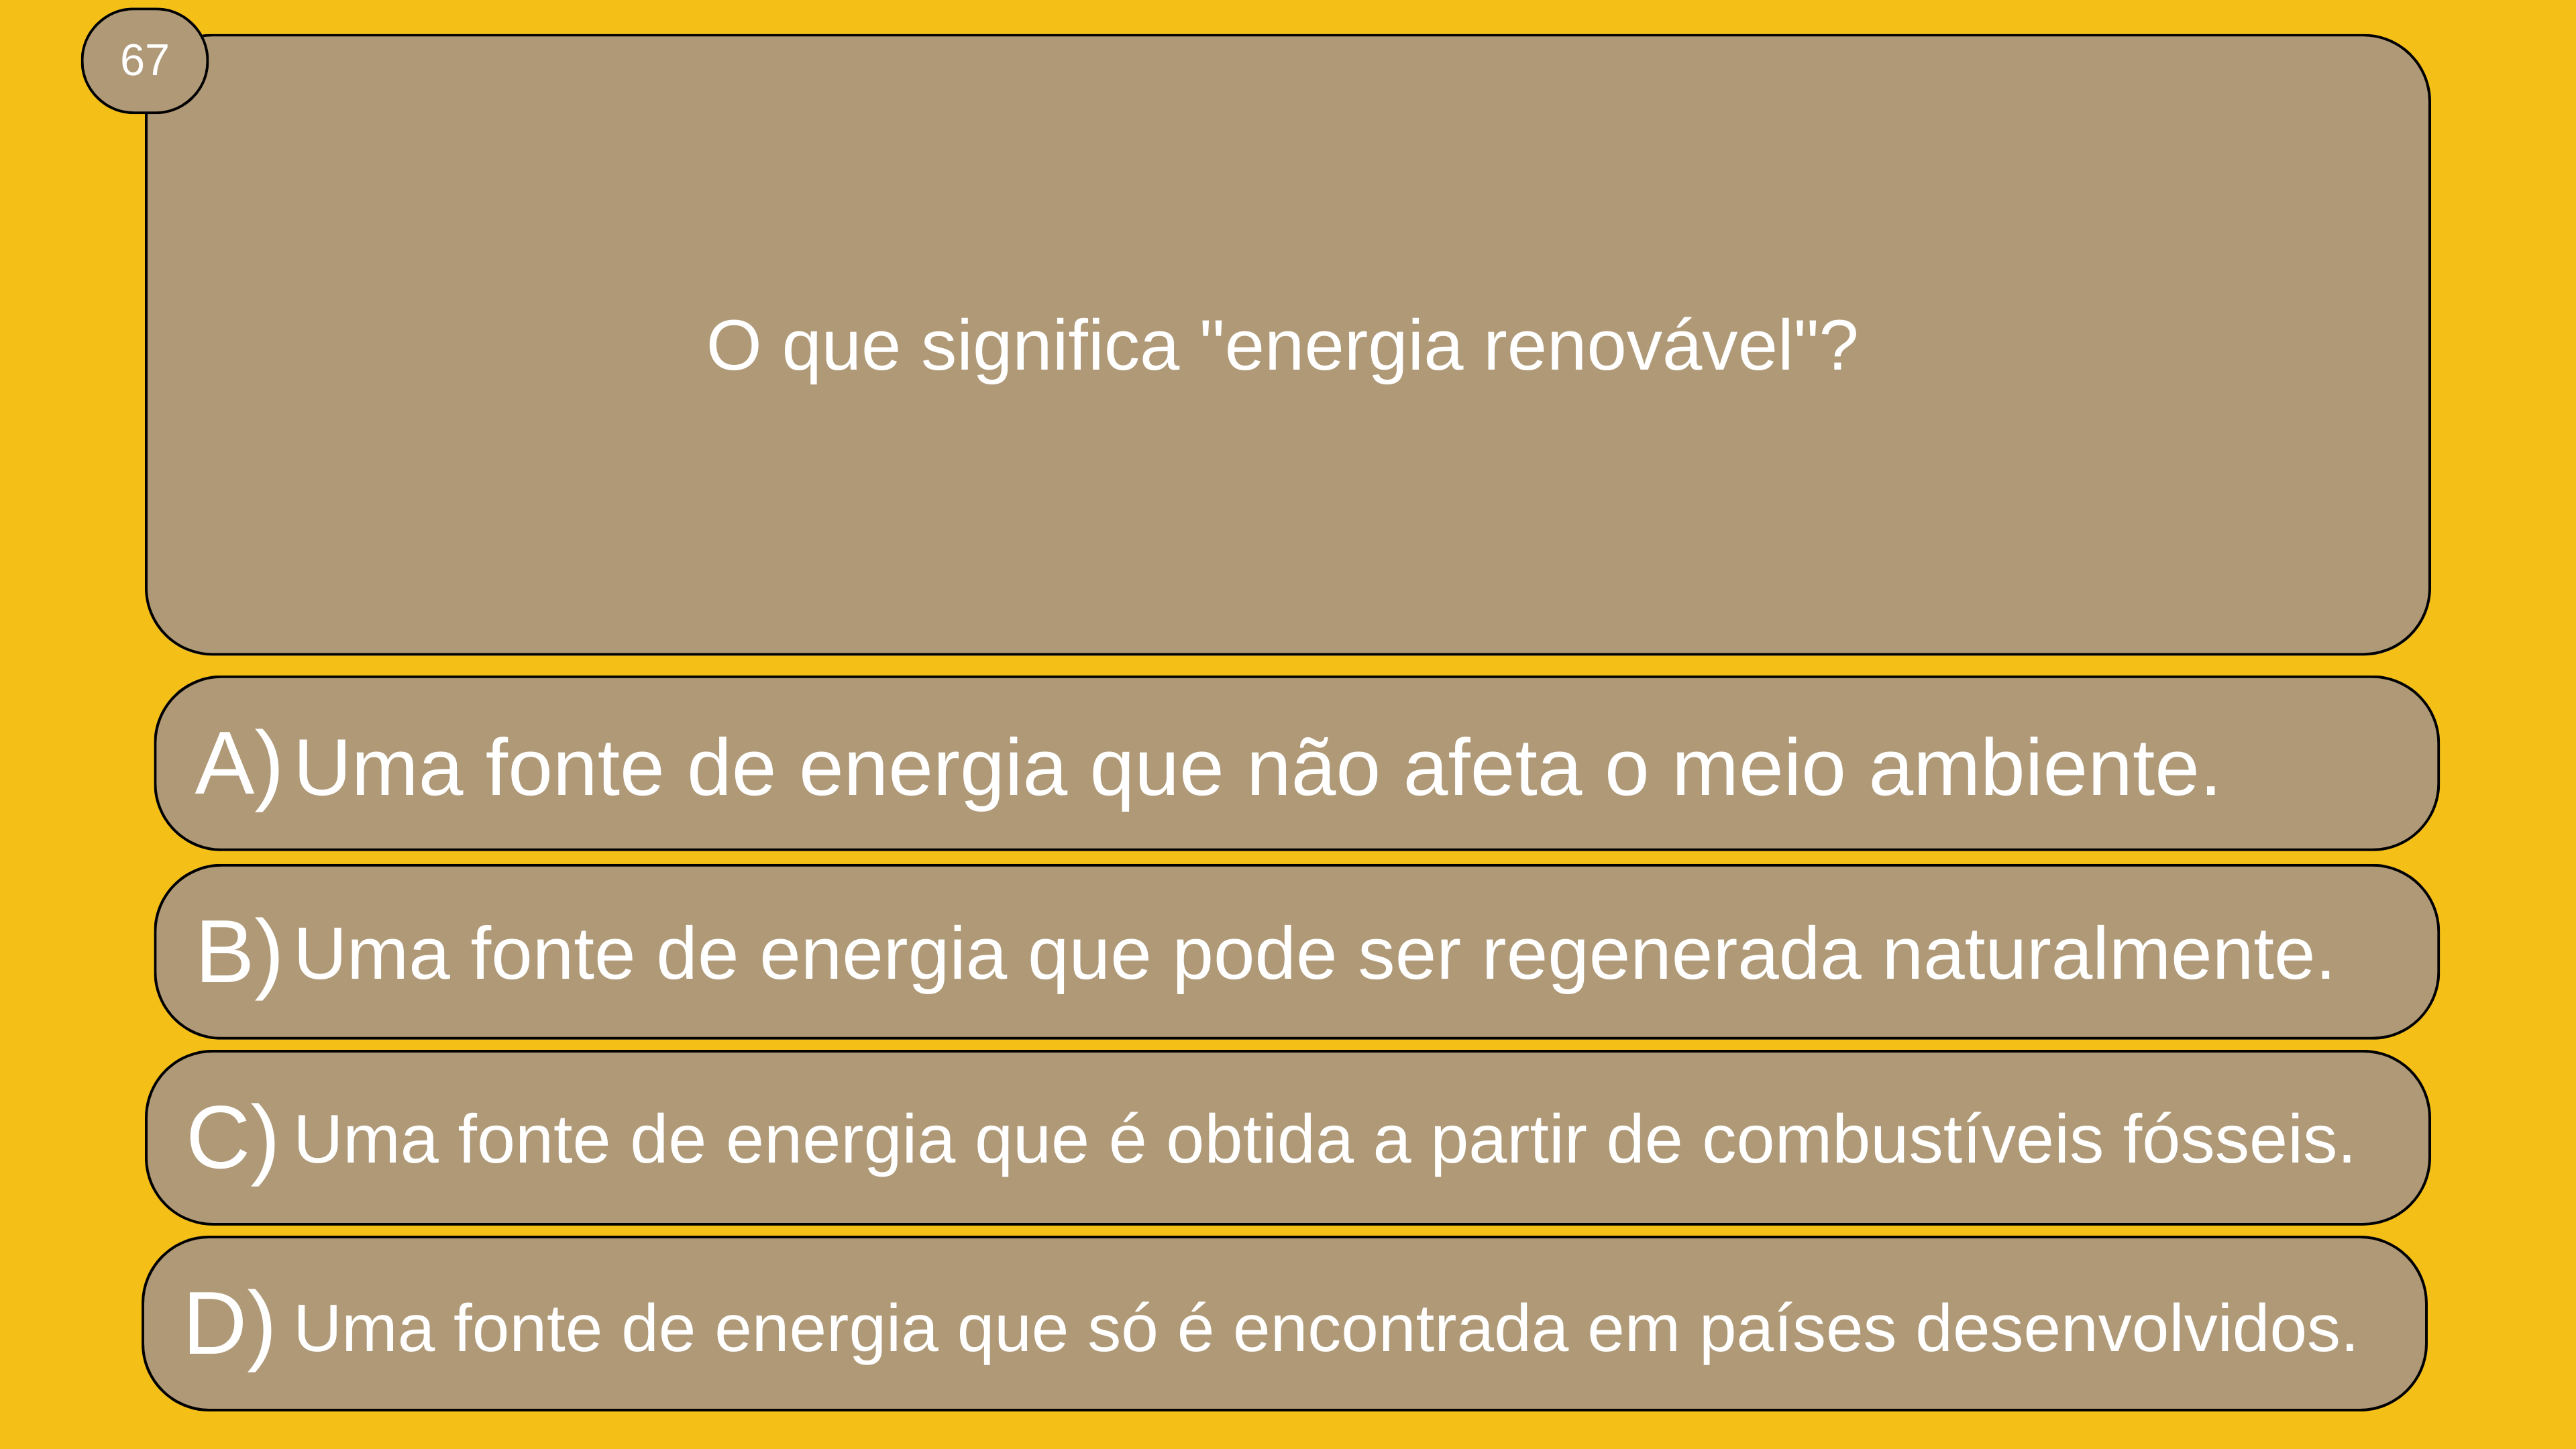 67
O que significa "energia renovável"?
A) Uma fonte de energia que não afeta o meio ambiente.
B) Uma fonte de energia que pode ser regenerada naturalmente.
C) Uma fonte de energia que é obtida a partir de combustíveis fósseis.
D) Uma fonte de energia que só é encontrada em países desenvolvidos.